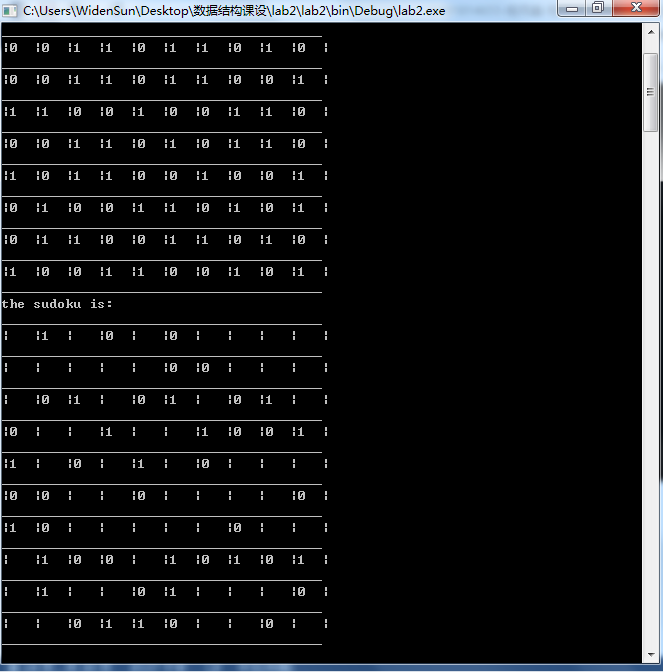 C:\Users\WidenSun\Desktop\数据结构课设\lab2\lab2\bin\Debug\lab2.exe
¦0  ¦0  ¦1  ¦1  ¦0  ¦1  ¦1  ¦0  ¦1  ¦0  ¦
¦0  ¦0  ¦1  ¦1  ¦0  ¦1  ¦1  ¦0  ¦0  ¦1  ¦
¦1  ¦1  ¦0  ¦0  ¦1  ¦0  ¦0  ¦1  ¦1  ¦0  ¦
¦0  ¦0  ¦1  ¦1  ¦0  ¦1  ¦0  ¦1  ¦1  ¦0  ¦
¦1  ¦0  ¦1  ¦1  ¦0  ¦0  ¦1  ¦0  ¦0  ¦1  ¦
¦0  ¦1  ¦0  ¦0  ¦1  ¦1  ¦0  ¦1  ¦0  ¦1  ¦
¦0  ¦1  ¦1  ¦0  ¦0  ¦1  ¦1  ¦0  ¦1  ¦0  ¦
¦1  ¦0  ¦0  ¦1  ¦1  ¦0  ¦0  ¦1  ¦0  ¦1  ¦
the sudoku is:
¦   ¦1  ¦   ¦0  ¦   ¦0  ¦   ¦   ¦   ¦   ¦
¦   ¦   ¦   ¦   ¦   ¦0  ¦0  ¦   ¦   ¦   ¦
¦   ¦0  ¦1  ¦   ¦0  ¦1  ¦   ¦0  ¦1  ¦   ¦
¦0  ¦   ¦   ¦1  ¦   ¦   ¦1  ¦0  ¦0  ¦1  ¦
¦1  ¦   ¦0  ¦   ¦1  ¦   ¦0  ¦   ¦   ¦   ¦
¦0  ¦0  ¦   ¦   ¦0  ¦   ¦   ¦   ¦   ¦0  ¦
¦1  ¦0  ¦   ¦   ¦   ¦   ¦   ¦0  ¦   ¦   ¦
¦   ¦1  ¦0  ¦0  ¦   ¦1  ¦0  ¦1  ¦0  ¦1  ¦
¦   ¦1  ¦   ¦   ¦0  ¦1  ¦   ¦   ¦   ¦0  ¦
¦   ¦   ¦0  ¦1  ¦1  ¦0  ¦   ¦   ¦0  ¦   ¦